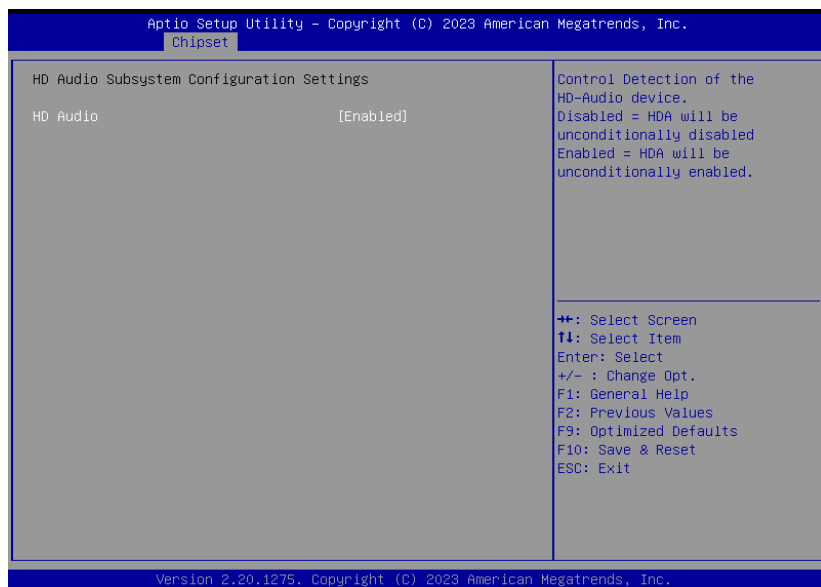 Aptio Setup Utility – Copyright (C) 2023 American Megatrends, Inc.
Chipset
HD Audio Subsystem Configuration Settings
HD Audio [Enabled]
Control Detection of the
HD-Audio device.
Disabled = HDA will be
unconditionally disabled
Enabled = HDA will be
unconditionally enabled.
→←: Select Screen
↑↓: Select Item
Enter: Select
+/- : Change Opt.
F1: General Help
F2: Previous Values
F9: Optimized Defaults
F10: Save & Reset
ESC: Exit
Version 2.20.1275. Copyright (C) 2023 American Megatrends, Inc.